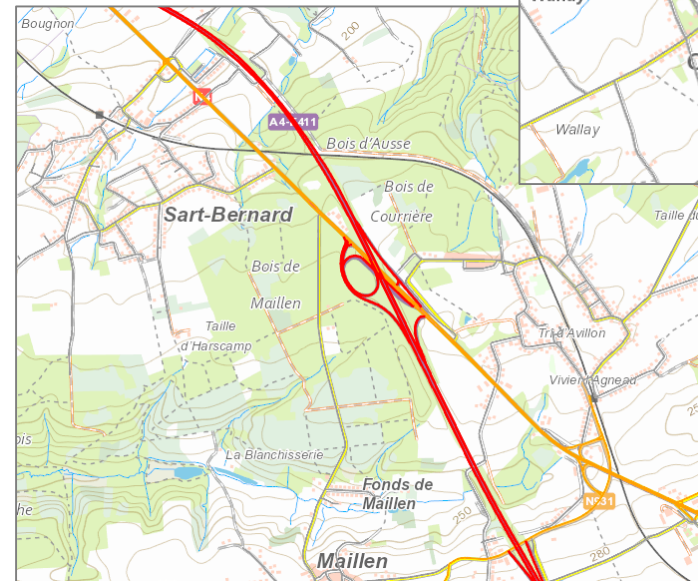 Bougnon
200
A4-E411
Bois d'Ausse
Wallay
Bois de
Courrière
Sart-Bernard
Bois de
Maillen
Taille
d'Harscamp
Tri d'Avillon
Vivier Agneau
La Blanchisserie
Fonds de
Maillen
250
N931
280
Maillen